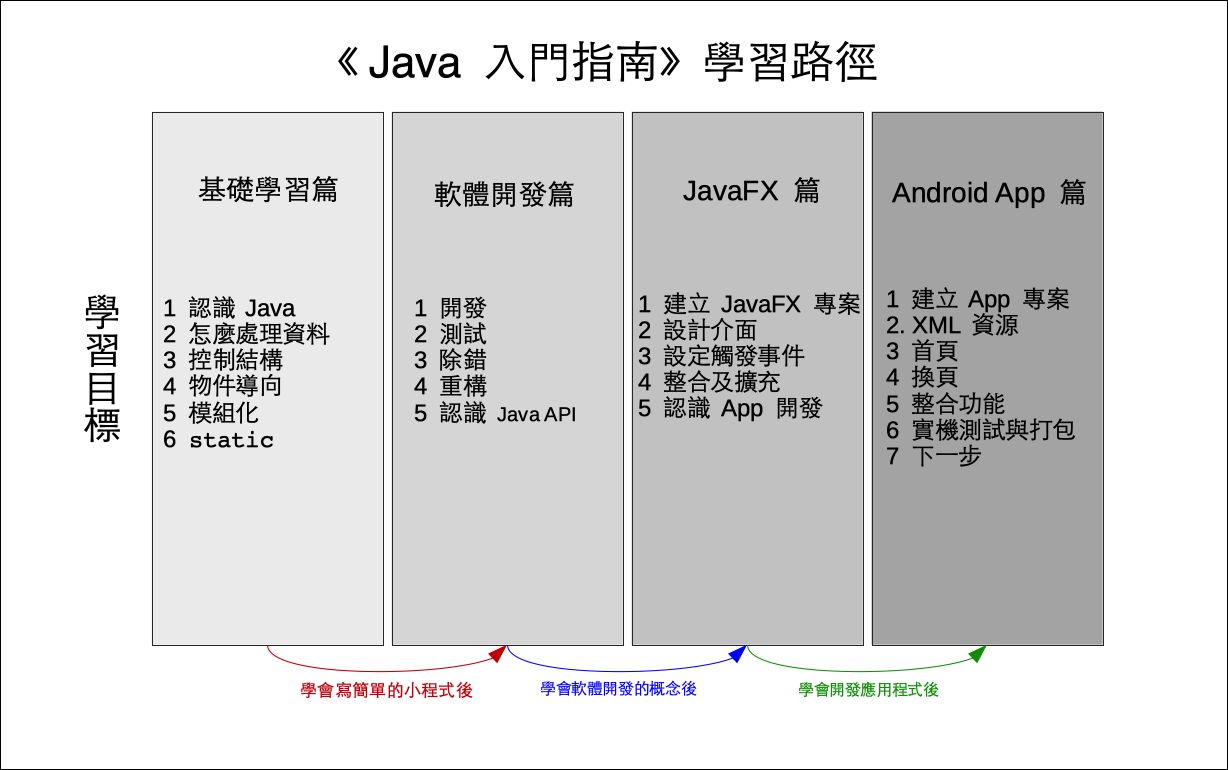 《Java 入門指南》學習路徑
學習目標
基礎學習篇
1 認識 Java
2 怎麼處理資料
3 控制結構
4 物件導向
5 模組化
6 static
軟體開發篇
1 開發
2 測試
3 除錯
4 重構
5 認識 Java API
JavaFX 篇
1 建立 JavaFX 專案
2 設計介面
3 設定觸發事件
4 整合及擴充
5 認識 App 開發
Android App 篇
1 建立 App 專案
2. XML 資源
3 首頁
4 換頁
5 整合功能
6 實機測試與打包
7 下一步
學會寫簡單的小程式後
學會軟體開發的概念後
學會開發應用程式後